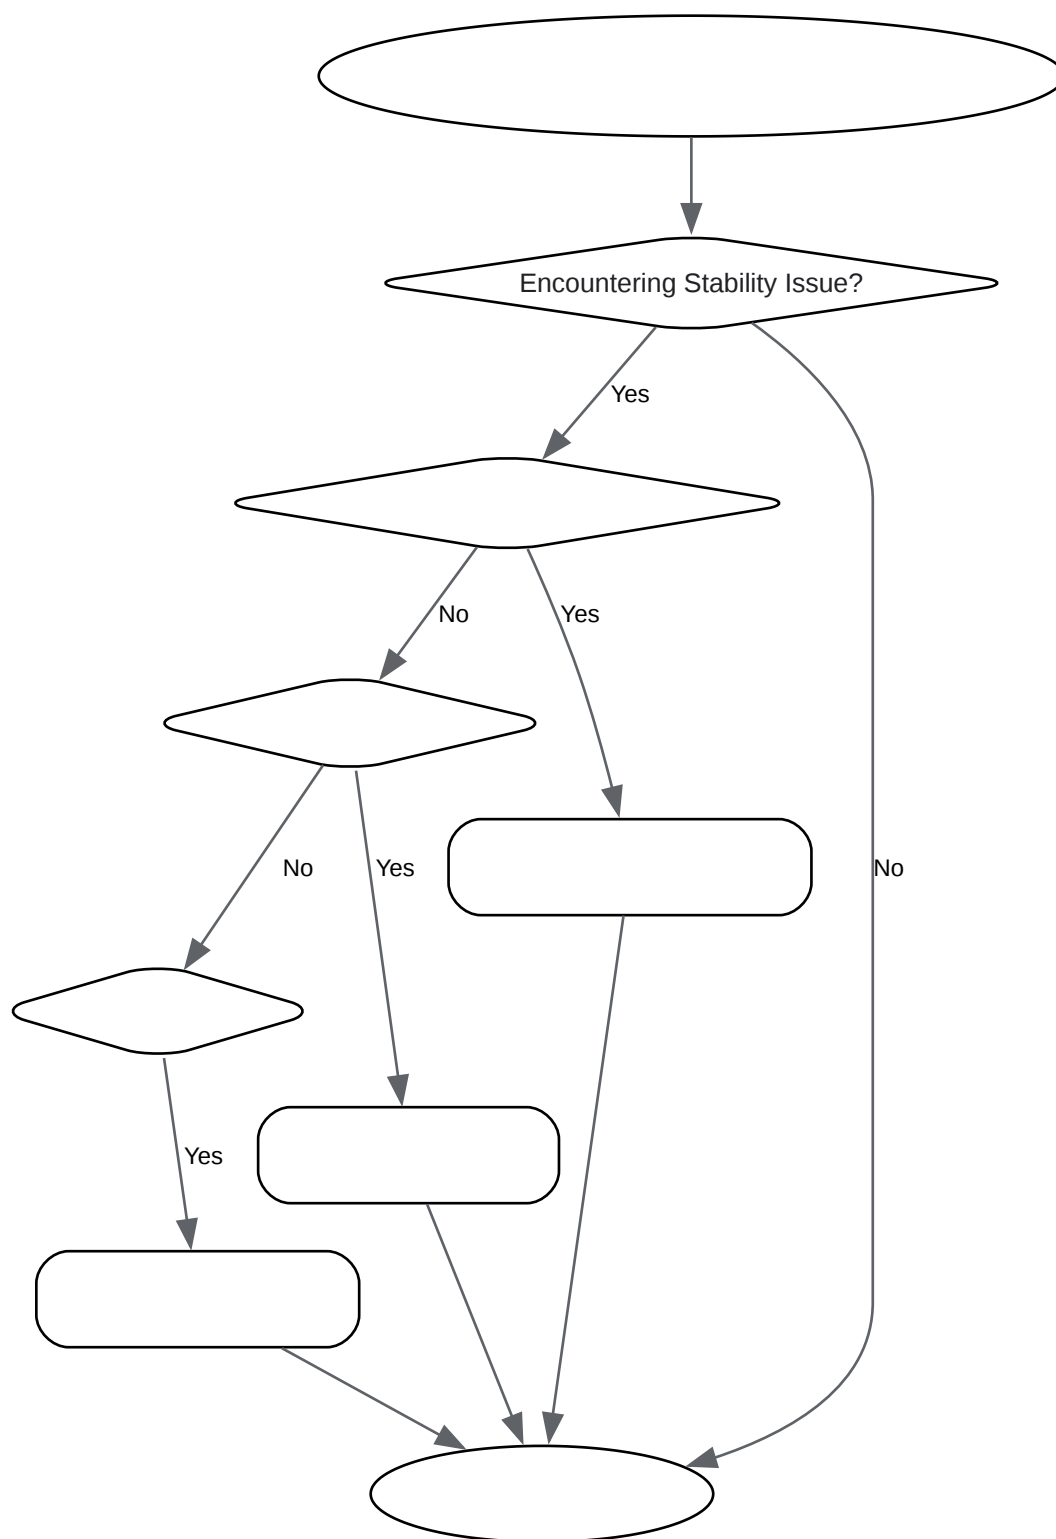 Encountering Stability Issue?
Yes
No
Yes
No
Yes
No
Yes